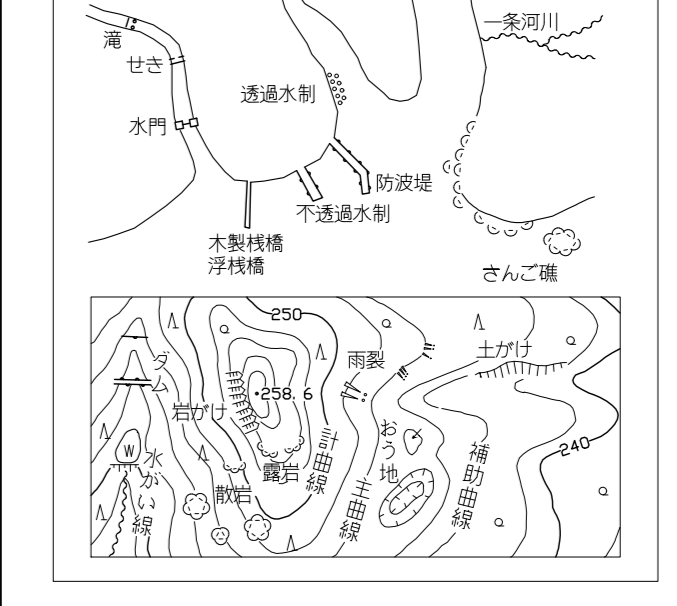 一条河川
滝
せき
透過水制
水門
防波堤
不透過水制
木製桟橋
浮桟橋
さんご礁
250
雨裂
土がけ
ダム
258.6
岩がけ
おう地
計曲線
240
補助曲線
W
水がい線
露岩
主曲線
散岩